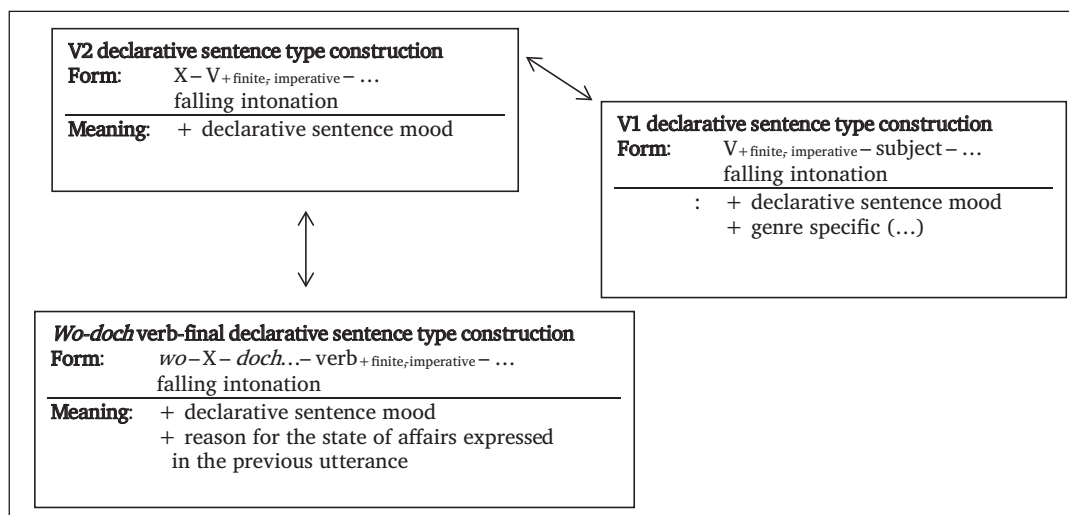 V2 declarative sentence type construction
Form: X – V+finite, imperative – …
falling intonation
Meaning: + declarative sentence mood
V1 declarative sentence type construction
Form: V+finite, imperative – subject – …
falling intonation
: + declarative sentence mood
+ genre specific (…)
Wo-doch verb-final declarative sentence type construction
Form: wo – X – doch… – verb+finite,-imperative – …
falling intonation
Meaning: + declarative sentence mood
+ reason for the state of affairs expressed
in the previous utterance